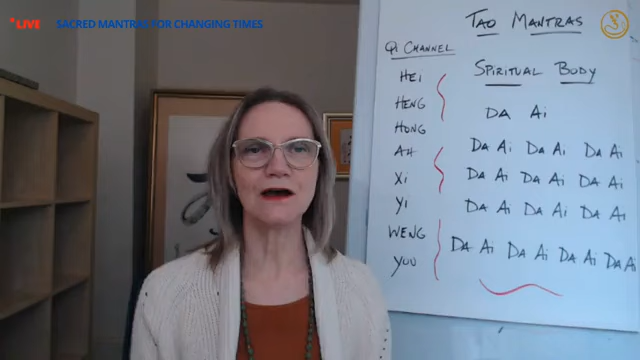 LIVE SACRED MANTRAS FOR CHANGING TIMES
TAO MANTRAS
QI CHANNEL
HEI
HENG
HONG
AH
XI
YI
WENG
YOU
SPIRITUAL BODY
DA Ai
DA Ai DA Ai DA Ai
DA Ai DA Ai DA Ai
DA Ai DA Ai DA Ai
DA Ai DA Ai DA Ai DA Ai